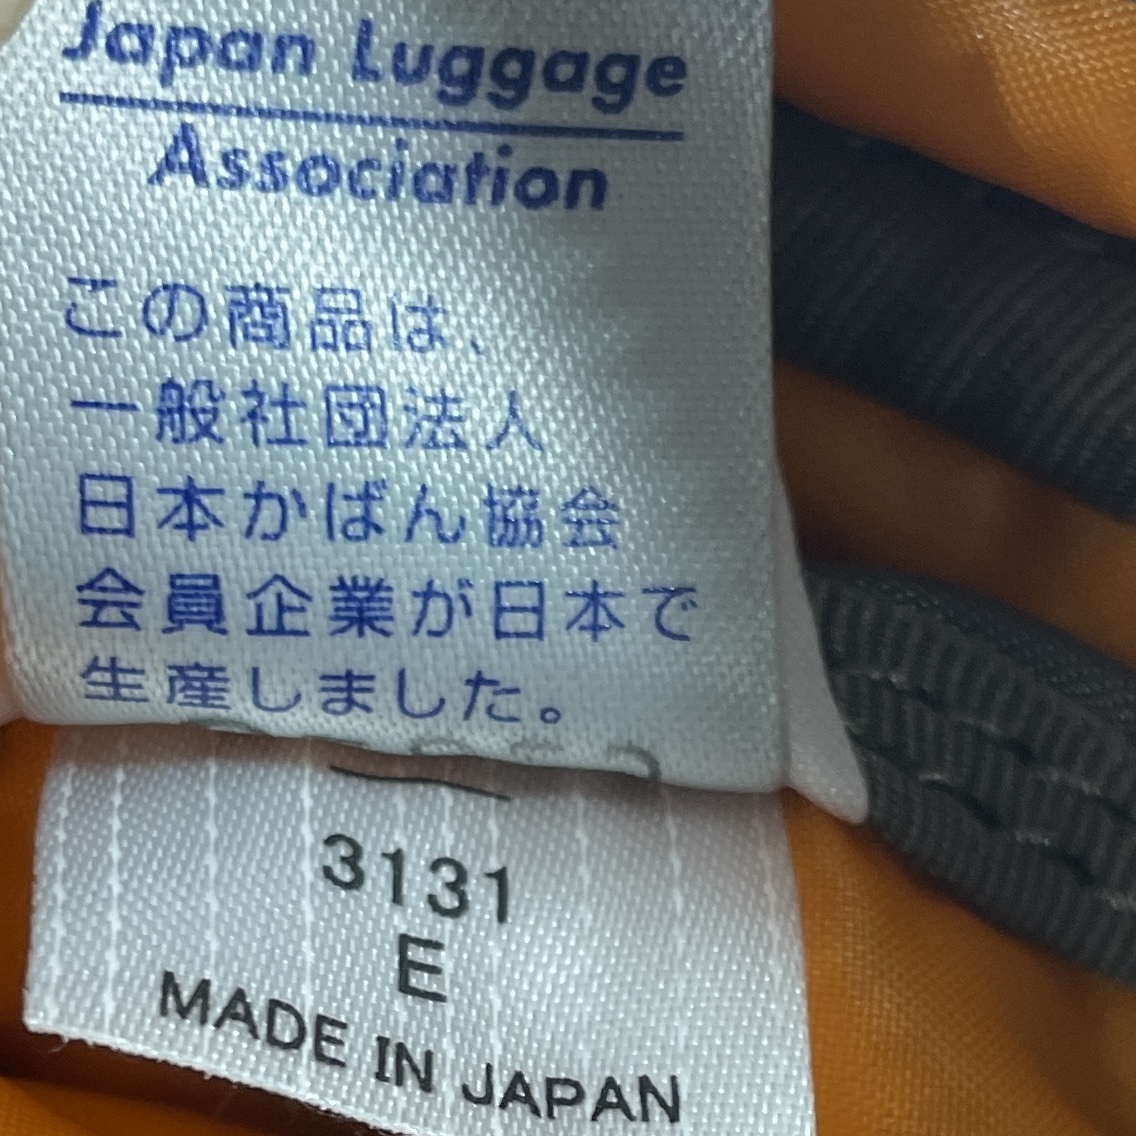 Japan Luggage
Association
この商品は、
一般社団法人
日本かばん協会
会員企業が日本で
生産しました。
3131
E
MADE IN JAPAN